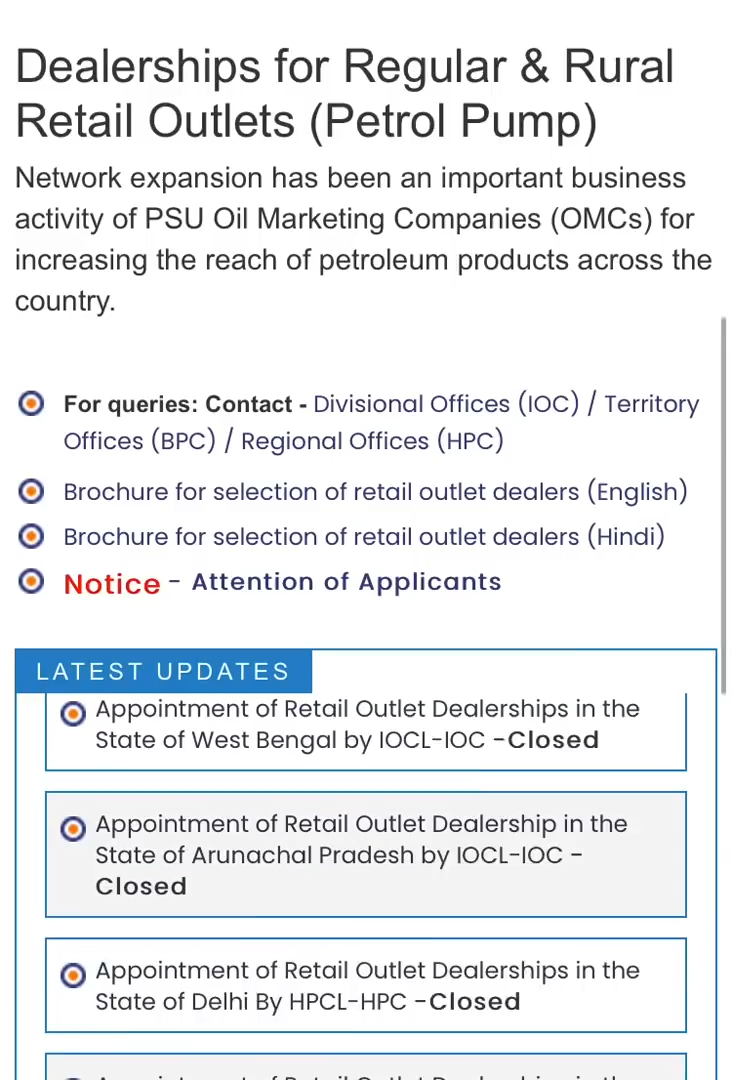 Dealerships for Regular & Rural
Retail Outlets (Petrol Pump)
Network expansion has been an important business
activity of PSU Oil Marketing Companies (OMCs) for
increasing the reach of petroleum products across the
country.
For queries: Contact - Divisional Offices (IOC) / Territory
Offices (BPC) / Regional Offices (HPC)
Brochure for selection of retail outlet dealers (English)
Brochure for selection of retail outlet dealers (Hindi)
Notice - Attention of Applicants
LATEST UPDATES
Appointment of Retail Outlet Dealerships in the
State of West Bengal by IOCL-IOC -Closed
Appointment of Retail Outlet Dealership in the
State of Arunachal Pradesh by IOCL-IOC -
Closed
Appointment of Retail Outlet Dealerships in the
State of Delhi By HPCL-HPC -Closed